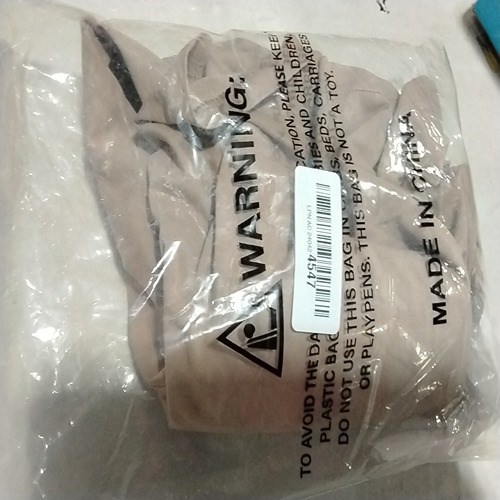 WARNING:
TO AVOID THE DA CATION, PLEASE KEEP
PLASTIC BAG BIES AND CHILDREN.
DO NOT USE THIS BAG IN BEDS, CARRIAGES
OR PLAYPENS. THIS BAG IS NOT A TOY.
4547
MADE IN CHINA